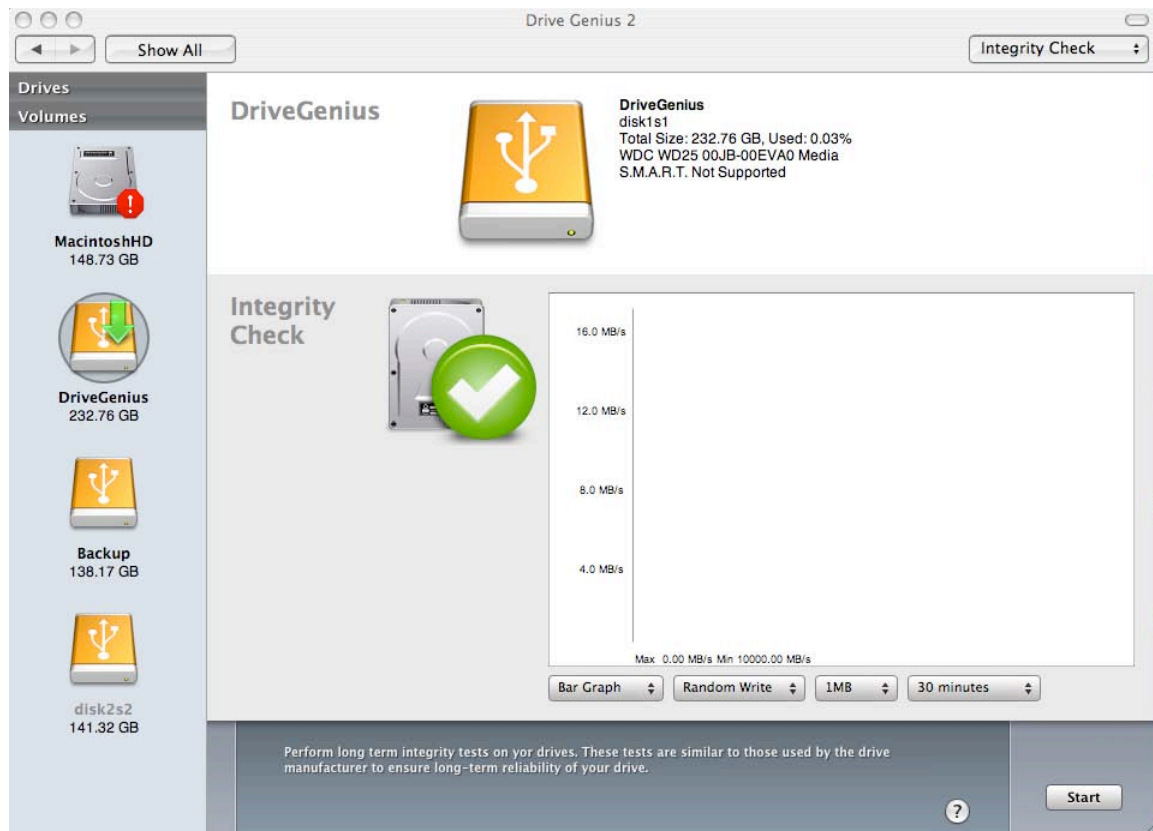 Drive Genius 2
Show All
Integrity Check
Drives
Volumes
MacintoshHD
148.73 GB
DriveGenius
232.76 GB
Backup
138.17 GB
disk2s2
141.32 GB
DriveGenius
DriveGenius
disk1s1
Total Size: 232.76 GB, Used: 0.03%
WDC WD25 00JB-00EVA0 Media
S.M.A.R.T. Not Supported
Integrity
Check
16.0 MB/s
12.0 MB/s
8.0 MB/s
4.0 MB/s
Max 0.00 MB/s Min 10000.00 MB/s
Bar Graph
Random Write
1MB
30 minutes
Perform long term integrity tests on yor drives. These tests are similar to those used by the drive
manufacturer to ensure long-term reliability of your drive.
?
Start